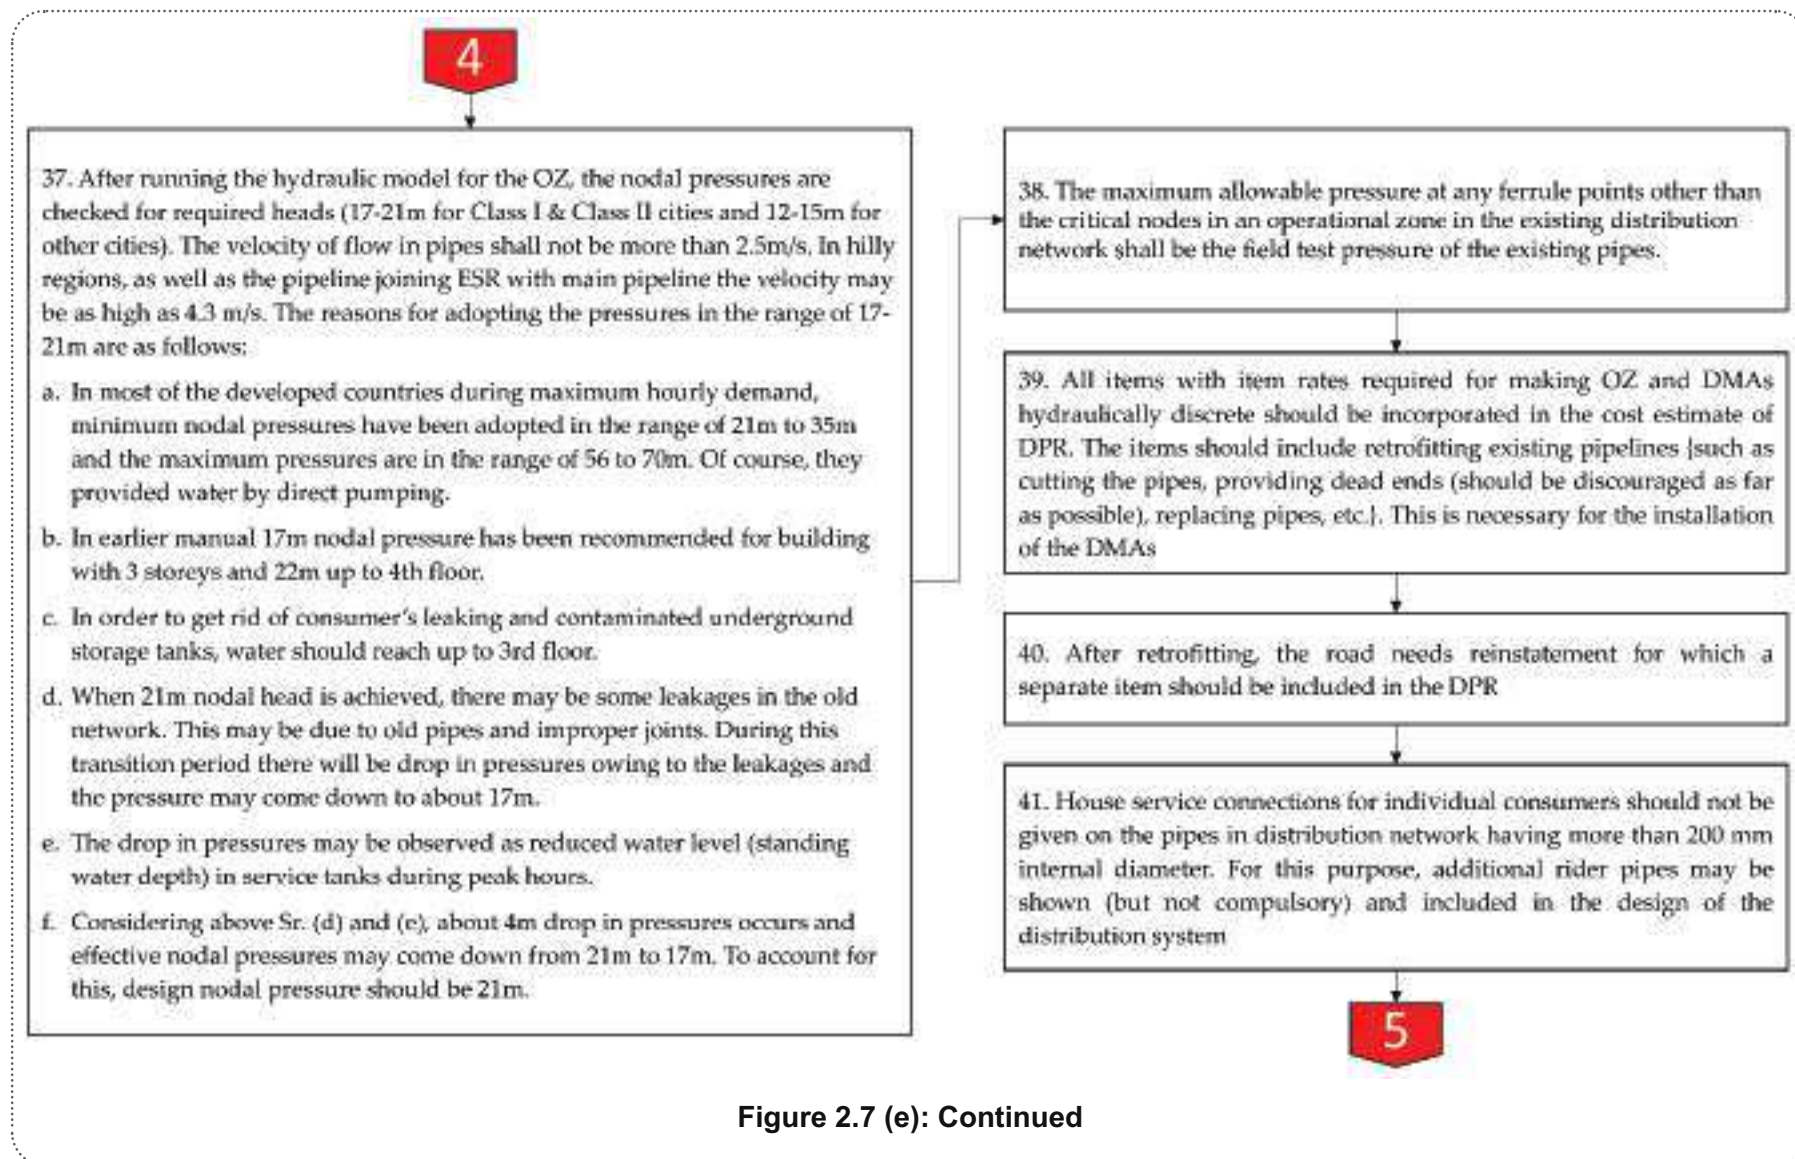 4
37. After running the hydraulic model for the OZ, the nodal pressures are
checked for required heads (17-21m for Class I & Class II cities and 12-15m for
other cities). The velocity of flow in pipes shall not be more than 2.5m/s. In hilly
regions, as well as the pipeline joining ESR with main pipeline the velocity may
be as high as 4.3 m/s. The reasons for adopting the pressures in the range of 17-
21m are as follows:
a. In most of the developed countries during maximum hourly demand,
minimum nodal pressures have been adopted in the range of 21m to 35m
and the maximum pressures are in the range of 56 to 70m. Of course, they
provided water by direct pumping.
b. In earlier manual 17m nodal pressure has been recommended for building
with 3 storeys and 22m up to 4th floor.
c. In order to get rid of consumer's leaking and contaminated underground
storage tanks, water should reach up to 3rd floor.
d. When 21m nodal head is achieved, there may be some leakages in the old
network. This may be due to old pipes and improper joints. During this
transition period there will be drop in pressures owing to the leakages and
the pressure may come down to about 17m.
e. The drop in pressures may be observed as reduced water level (standing
water depth) in service tanks during peak hours.
f. Considering above Sr. (d) and (e), about 4m drop in pressures occurs and
effective nodal pressures may come down from 21m to 17m. To account for
this, design nodal pressure should be 21m.
38. The maximum allowable pressure at any ferrule points other than
the critical nodes in an operational zone in the existing distribution
network shall be the field test pressure of the existing pipes.
39. All items with item rates required for making OZ and DMAs
hydraulically discrete should be incorporated in the cost estimate of
DPR. The items should include retrofitting existing pipelines {such as
cutting the pipes, providing dead ends (should be discouraged as far
as possible), replacing pipes, etc.}. This is necessary for the installation
of the DMAs
40. After retrofitting, the road needs reinstatement for which a
separate item should be included in the DPR
41. House service connections for individual consumers should not be
given on the pipes in distribution network having more than 200 mm
internal diameter. For this purpose, additional rider pipes may be
shown (but not compulsory) and included in the design of the
distribution system
5
Figure 2.7 (e): Continued